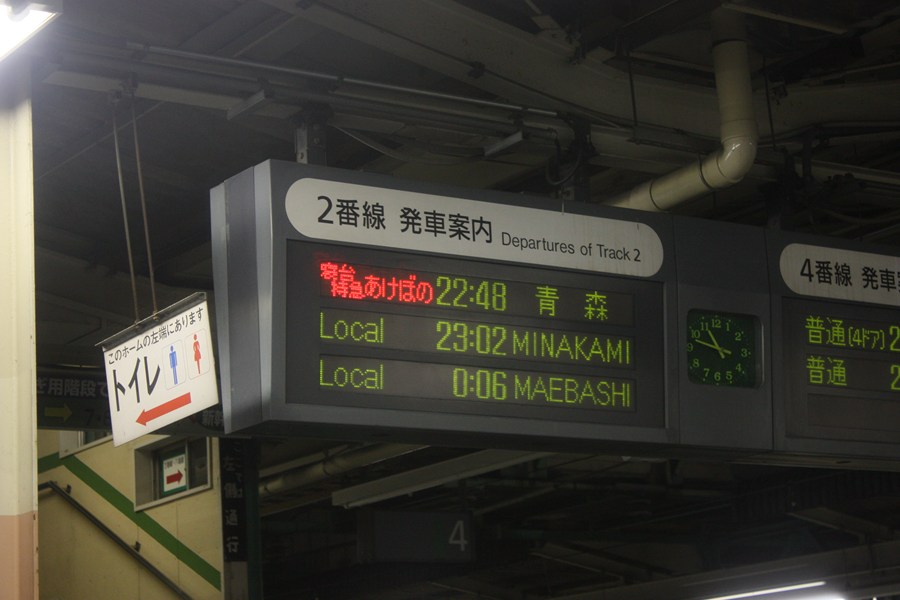 2番線 発車案内 Departures of Track 2
寝台特急あけぼの 22:48 青森
Local 23:02 MINAKAMI
Local 0:06 MAEBASHI
4番線 発車案
普通(4ドア) 2
普通 2
このホームの左端にあります
トイレ
4